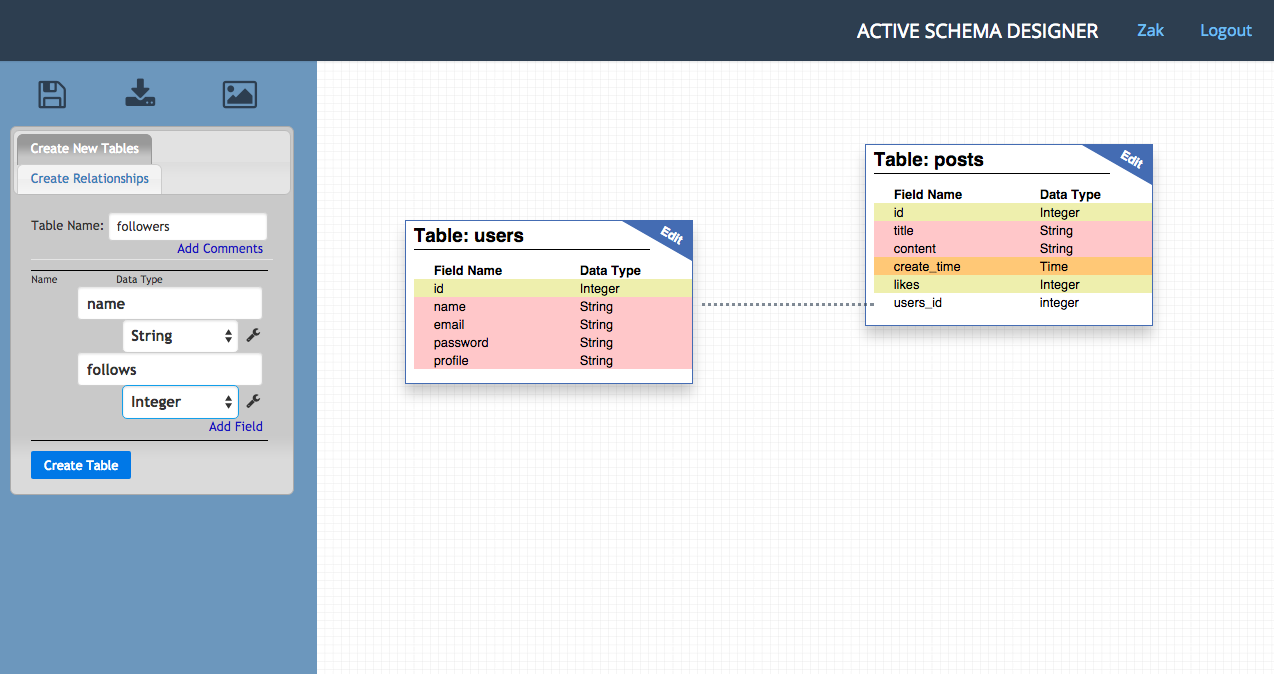 ACTIVE SCHEMA DESIGNER Zak Logout
Create New Tables
Create Relationships
Table Name: followers
Add Comments
Name Data Type
name
String
follows
Integer
Add Field
Create Table
Table: users Edit
Field Name Data Type
id Integer
name String
email String
password String
profile String
Table: posts Edit
Field Name Data Type
id Integer
title String
content String
create_time Time
likes Integer
users_id integer